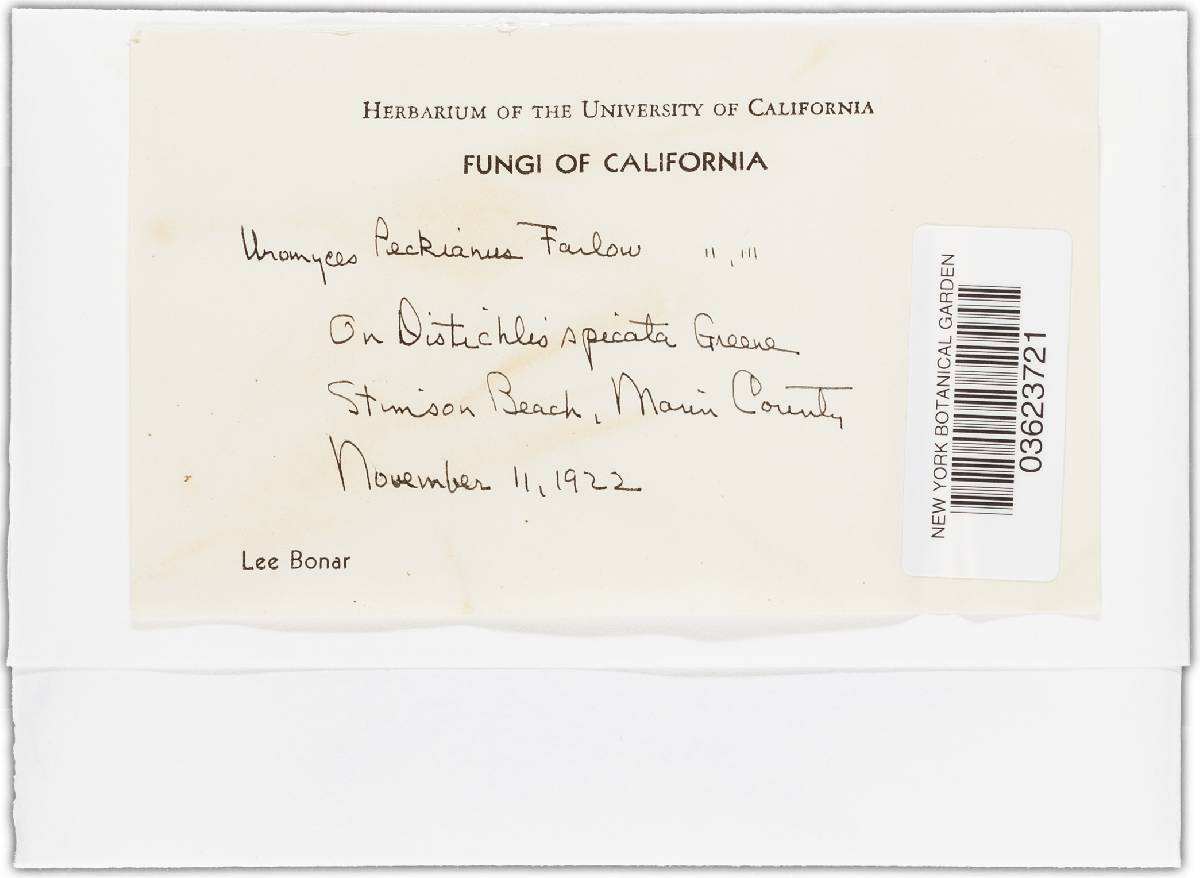 HERBARIUM OF THE UNIVERSITY OF CALIFORNIA
FUNGI OF CALIFORNIA
Uromyces Peckianus Farlow II, III
On Distichlis spicata Greene
Stinson Beach, Marin County
November 11, 1922
Lee Bonar
NEW YORK BOTANICAL GARDEN
03623721